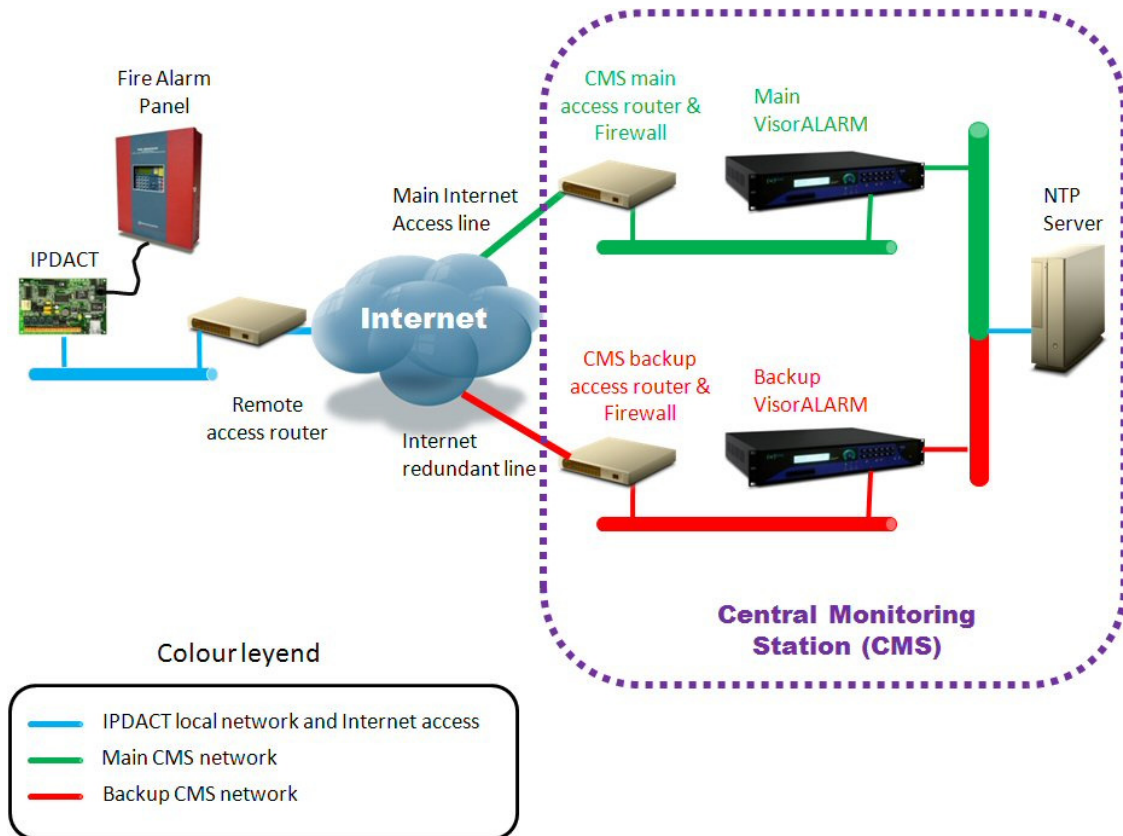 Fire Alarm
Panel
IPDACT
Remote
access router
Main Internet
Access line
Internet
Internet
redundant line
CMS main
access router &
Firewall
Main
VisorALARM
CMS backup
access router &
Firewall
Backup
VisorALARM
NTP
Server
Central Monitoring
Station (CMS)
Colour leyend
IPDACT local network and Internet access
Main CMS network
Backup CMS network